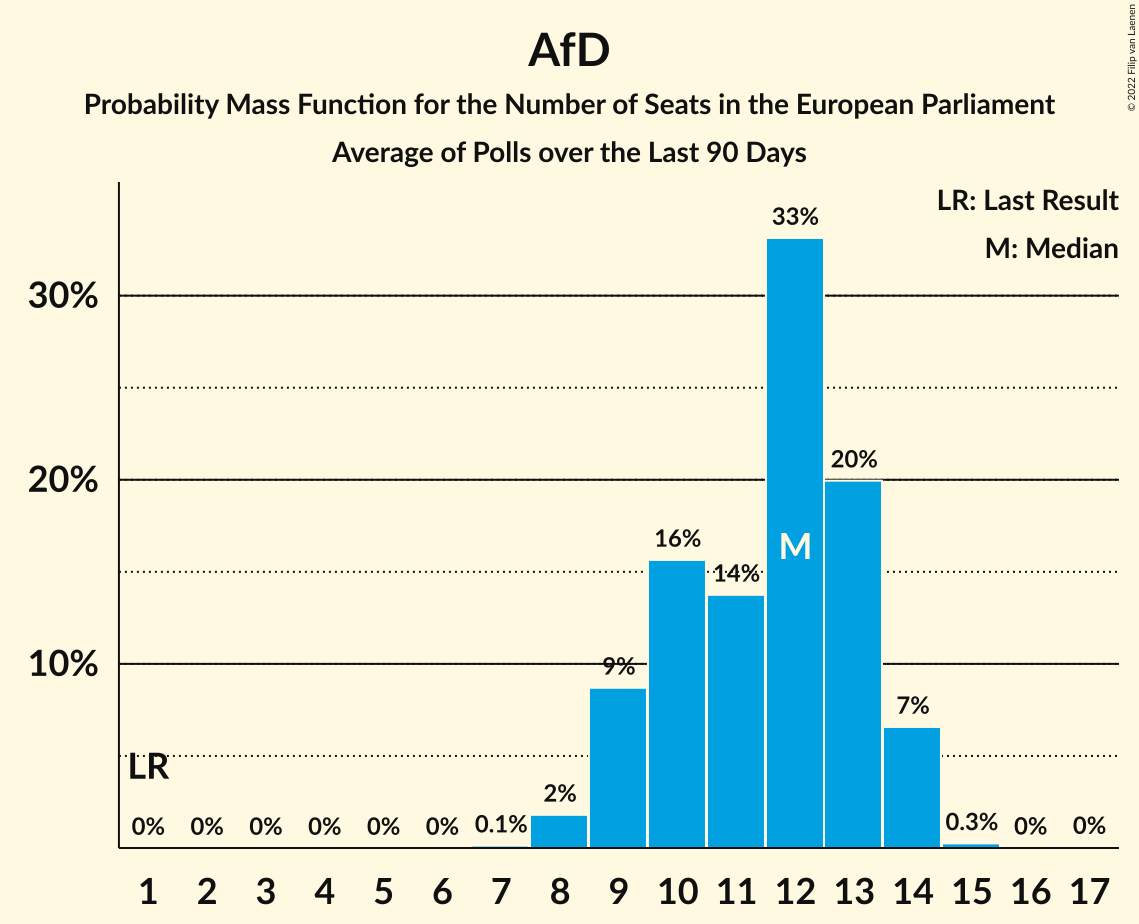 AfD
Probability Mass Function for the Number of Seats in the European Parliament
Average of Polls over the Last 90 Days
© 2022 Filip van Laenen
LR: Last Result
M: Median
33%
30%
20%
20%
16%
14%
M
10%
9%
7%
LR
2%
0% 0% 0% 0% 0% 0% 0.1% 0.3% 0% 0%
1 2 3 4 5 6 7 8 9 10 11 12 13 14 15 16 17